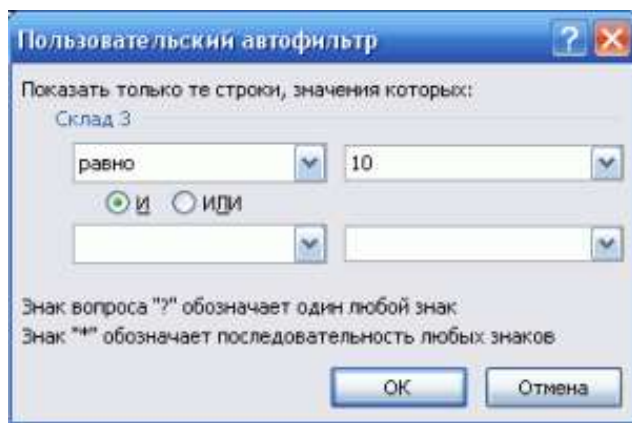 Пользовательский автофильтр
Показать только те строки, значения которых:
Склад 3
равно 10
И ИЛИ
Знак вопроса "?" обозначает один любой знак
Знак "*" обозначает последовательность любых знаков
ОК Отмена